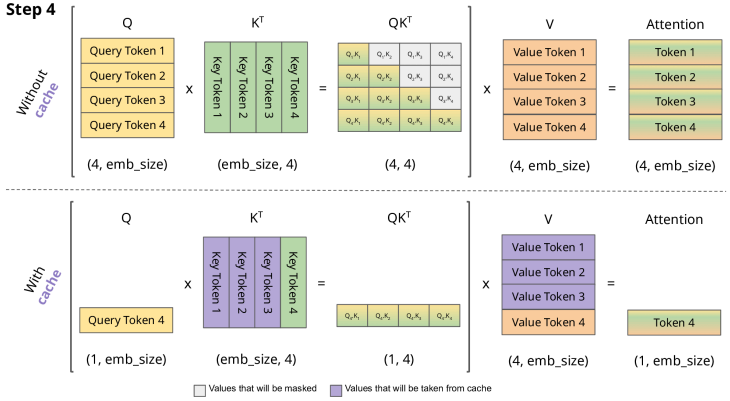 Step 4
Q
K^T
QK^T
V
Attention
Without
cache
Query Token 1
Query Token 2
Query Token 3
Query Token 4
x
Key Token 1
Key Token 2
Key Token 3
Key Token 4
=
Q₁K₁ Q₁K₂ Q₁K₃ Q₁K₄
Q₂K₁ Q₂K₂ Q₂K₃ Q₂K₄
Q₃K₁ Q₃K₂ Q₃K₃ Q₃K₄
Q₄K₁ Q₄K₂ Q₄K₃ Q₄K₄
x
Value Token 1
Value Token 2
Value Token 3
Value Token 4
=
Token 1
Token 2
Token 3
Token 4
(4, emb_size)
(emb_size, 4)
(4, 4)
(4, emb_size)
(4, emb_size)
Q
K^T
QK^T
V
Attention
With
cache
Query Token 4
x
Key Token 1
Key Token 2
Key Token 3
Key Token 4
=
Q₄K₁ Q₄K₂ Q₄K₃ Q₄K₄
x
Value Token 1
Value Token 2
Value Token 3
Value Token 4
=
Token 4
(1, emb_size)
(emb_size, 4)
(1, 4)
(4, emb_size)
(1, emb_size)
Values that will be masked
Values that will be taken from cache